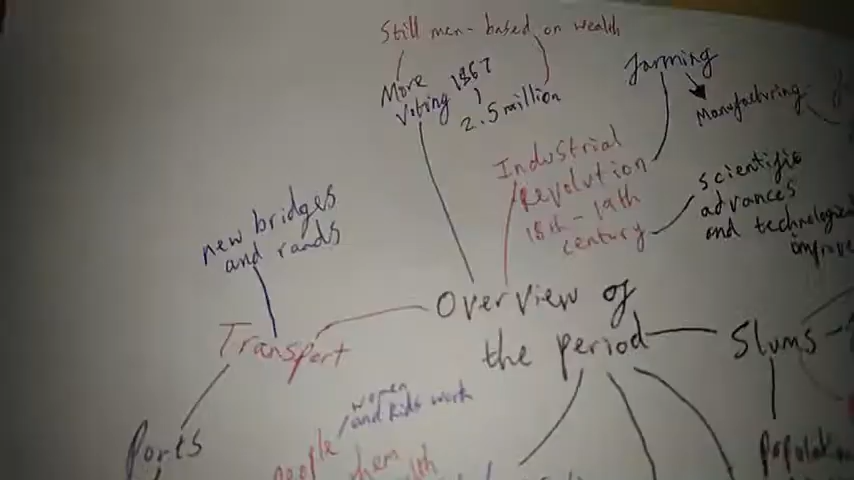 Still men - based on wealth
More
voting 1867
2.5 million
farming
Manufacturing
Industrial
revolution
18th - 19th
century
scientific
advances
and
new bridges
and roads
Overview of
the period
Transport
Slums
women
and kids work
people
Ports